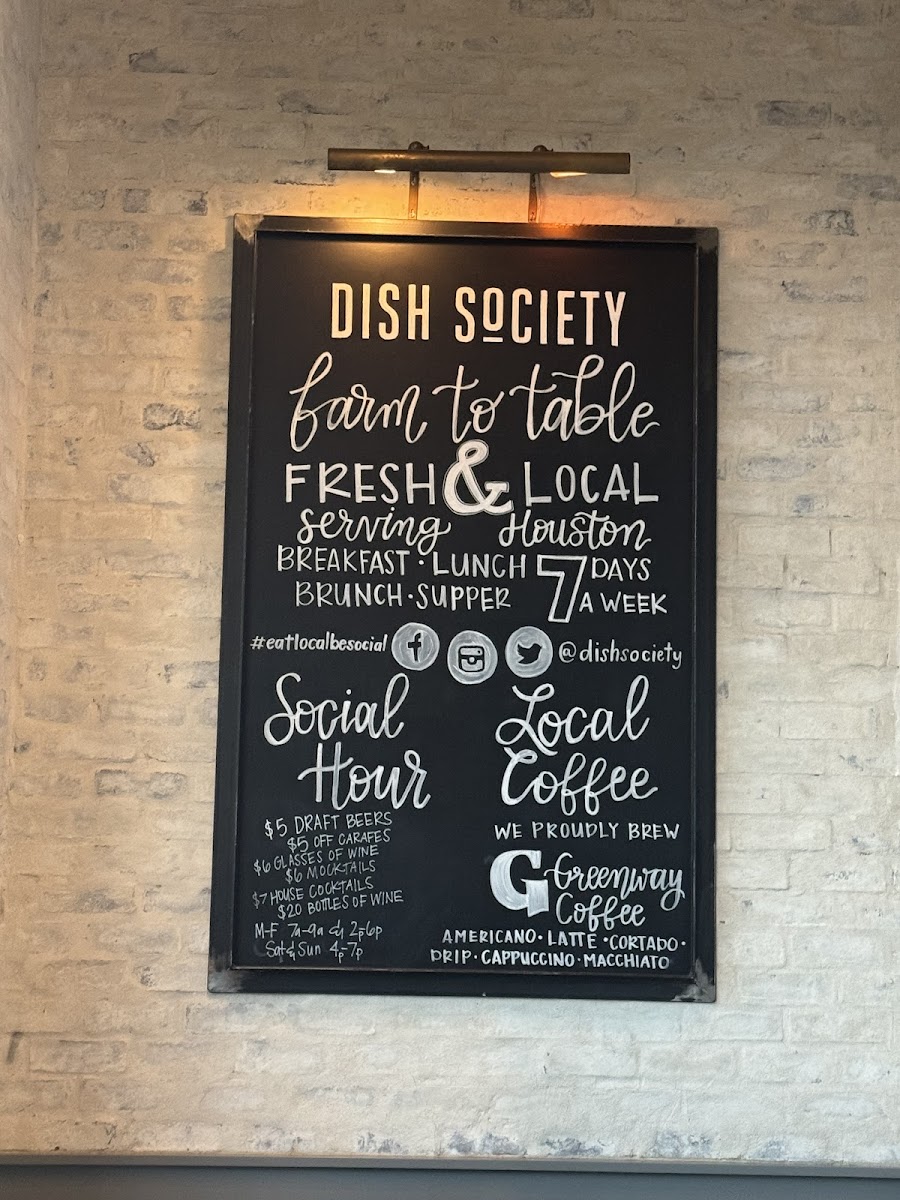 DISH SOCIETY
farm to table
FRESH & LOCAL
serving Houston
BREAKFAST · LUNCH
BRUNCH · SUPPER
7 DAYS
A WEEK
#eatlocalbesocial
@dishsociety
Social
Hour
$5 DRAFT BEERS
$5 OFF CARAFES
$6 GLASSES OF WINE
$6 MOCKTAILS
$7 HOUSE COCKTAILS
$20 BOTTLES OF WINE
M-F 7a-9a & 2p-6p
Sat & Sun 4p-7p
Local
Coffee
WE PROUDLY BREW
G Greenway
Coffee
AMERICANO · LATTE · CORTADO ·
DRIP · CAPPUCCINO · MACCHIATO